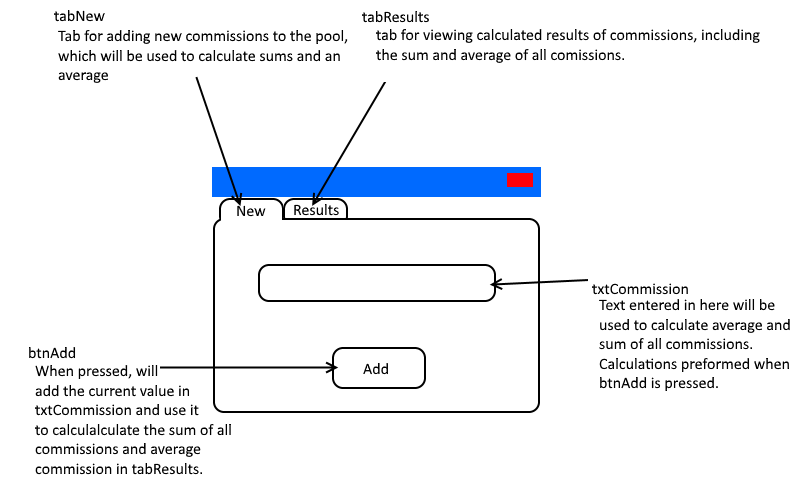 tabNew
Tab for adding new commissions to the pool,
which will be used to calculate sums and an
average
tabResults
tab for viewing calculated results of commissions, including
the sum and average of all comissions.
New
Results
txtCommission
Text entered in here will be
used to calculate average and
sum of all commissions.
Calculations preformed when
btnAdd is pressed.
btnAdd
When pressed, will
add the current value in
txtCommission and use it
to calculalculate the sum of all
commissions and average
commission in tabResults.
Add